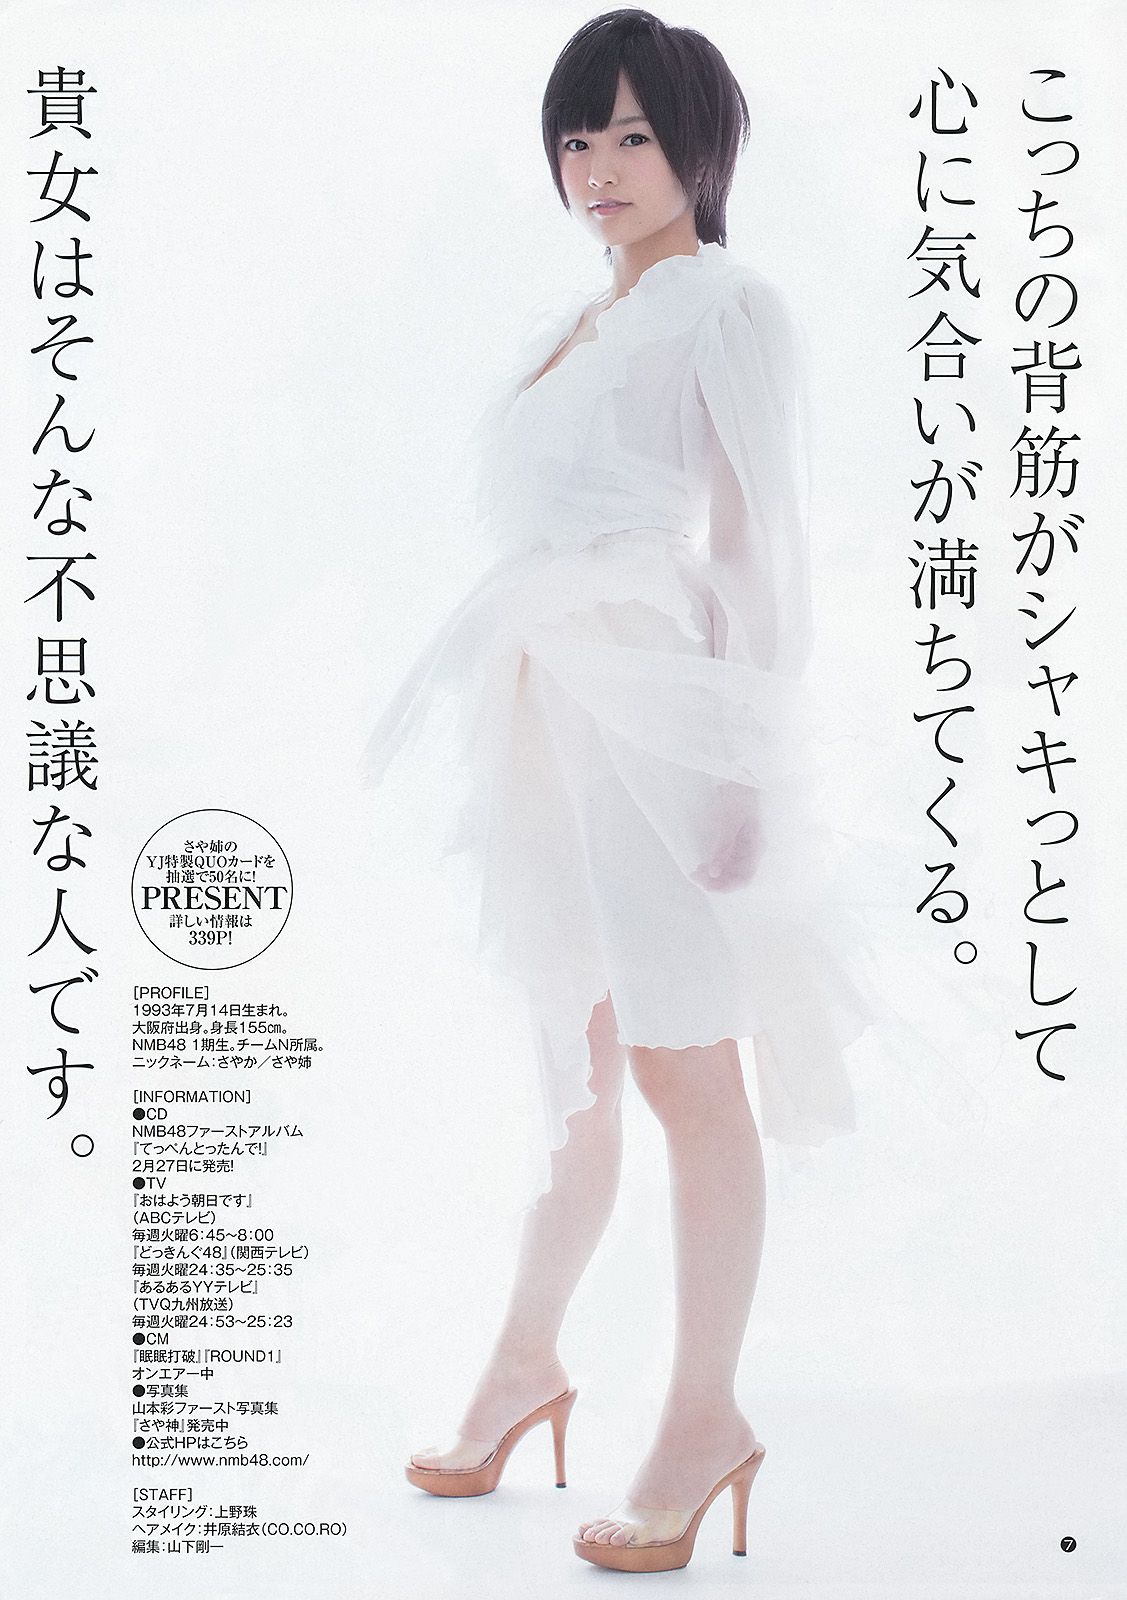 こっちの背筋がシャキっとして
心に気合いが満ちてくる。
貴女はそんな不思議な人です。
さや姉の
YJ特製QUOカードを
抽選で50名に!
PRESENT
詳しい情報は
339P!
[PROFILE]
1993年7月14日生まれ。
大阪府出身。身長155㎝。
NMB48 1期生。チームN所属。
ニックネーム：さやか／さや姉
[INFORMATION]
●CD
NMB48ファーストアルバム
『てっぺんとったんで!』
2月27日に発売!
●TV
『おはよう朝日です』
（ABCテレビ）
毎週火曜6：45～8：00
『どっきんぐ48』（関西テレビ）
毎週火曜24：35～25：35
『あるあるYYテレビ』
（TVQ九州放送）
毎週火曜24：53～25：23
●CM
『眠眠打破』『ROUND1』
オンエアー中
●写真集
山本彩ファースト写真集
『さや神』発売中
●公式HPはこちら
http://www.nmb48.com/
[STAFF]
スタイリング：上野珠
ヘアメイク：井原結衣（CO.CO.RO）
編集：山下剛一
7